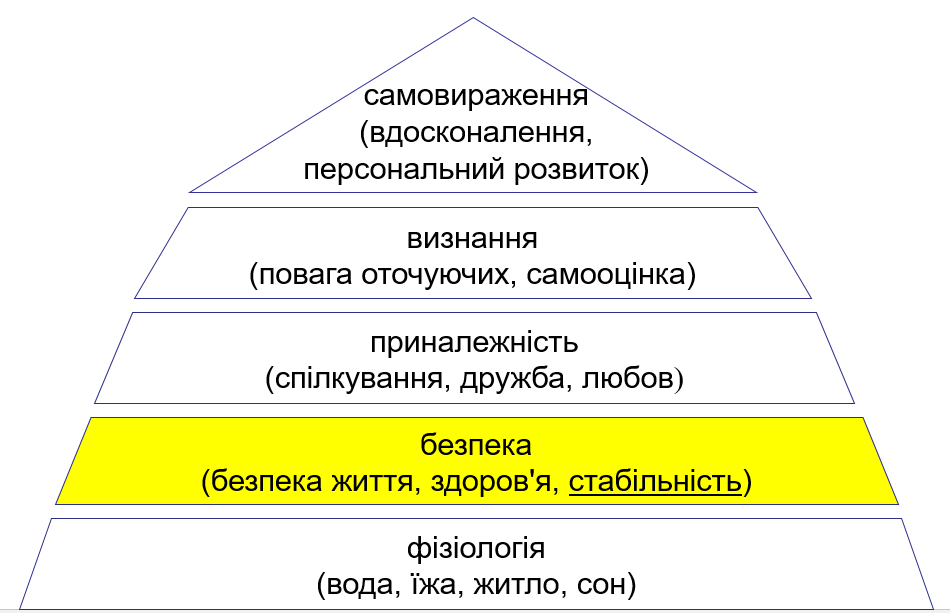 самовираження
(вдосконалення,
персональний розвиток)
визнання
(повага оточуючих, самооцінка)
приналежність
(спілкування, дружба, любов)
безпека
(безпека життя, здоров'я, стабільність)
фізіологія
(вода, їжа, житло, сон)